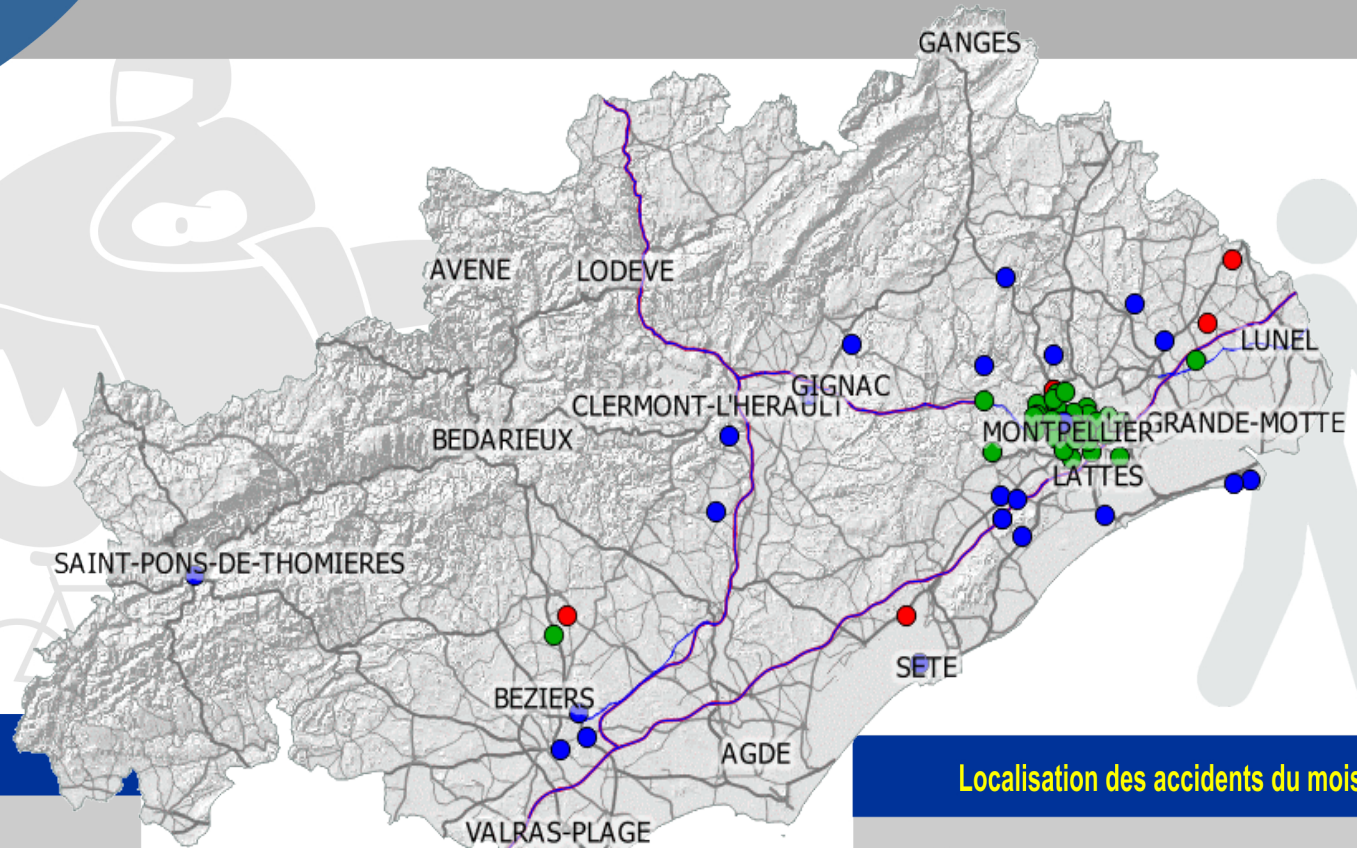 GANGES
AVENE
LODEVE
LUNEL
GIGNAC
CLERMONT-L'HERAULT
GRANDE-MOTTE
MONTPELLIER
BEDARIEUX
LATTES
SAINT-PONS-DE-THOMIERES
SETE
BEZIERS
AGDE
Localisation des accidents du mois
VALRAS-PLAGE